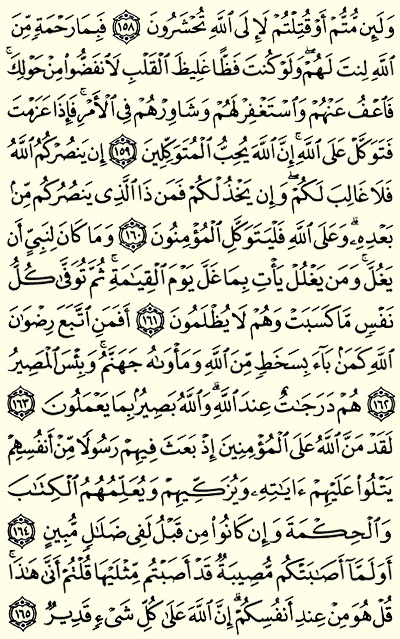 وَلَئِن مُّتُّمْ أَوْ قُتِلْتُمْ لَإِلَى ٱللَّهِ تُحْشَرُونَ ١٥٨ فَبِمَا رَحْمَةٍ مِّنَ
ٱللَّهِ لِنتَ لَهُمْ ۖ وَلَوْ كُنتَ فَظًّا غَلِيظَ ٱلْقَلْبِ لَٱنفَضُّوا۟ مِنْ حَوْلِكَ ۖ
فَٱعْفُ عَنْهُمْ وَٱسْتَغْفِرْ لَهُمْ وَشَاوِرْهُمْ فِى ٱلْأَمْرِ ۖ فَإِذَا عَزَمْتَ
فَتَوَكَّلْ عَلَى ٱللَّهِ ۚ إِنَّ ٱللَّهَ يُحِبُّ ٱلْمُتَوَكِّلِينَ ١٥٩ إِن يَنصُرْكُمُ ٱللَّهُ
فَلَا غَالِبَ لَكُمْ ۖ وَإِن يَخْذُلْكُمْ فَمَن ذَا ٱلَّذِى يَنصُرُكُم مِّنۢ
بَعْدِهِۦ ۗ وَعَلَى ٱللَّهِ فَلْيَتَوَكَّلِ ٱلْمُؤْمِنُونَ ١٦٠ وَمَا كَانَ لِنَبِىٍّ أَن
يَغُلَّ ۚ وَمَن يَغْلُلْ يَأْتِ بِمَا غَلَّ يَوْمَ ٱلْقِيَـٰمَةِ ۚ ثُمَّ تُوَفَّىٰ كُلُّ
نَفْسٍ مَّا كَسَبَتْ وَهُمْ لَا يُظْلَمُونَ ١٦١ أَفَمَنِ ٱتَّبَعَ رِضْوَٰنَ
ٱللَّهِ كَمَنۢ بَآءَ بِسَخَطٍ مِّنَ ٱللَّهِ وَمَأْوَىٰهُ جَهَنَّمُ ۚ وَبِئْسَ ٱلْمَصِيرُ
١٦٢ هُمْ دَرَجَـٰتٌ عِندَ ٱللَّهِ ۗ وَٱللَّهُ بَصِيرٌۢ بِمَا يَعْمَلُونَ ١٦٣
لَقَدْ مَنَّ ٱللَّهُ عَلَى ٱلْمُؤْمِنِينَ إِذْ بَعَثَ فِيهِمْ رَسُولًا مِّنْ أَنفُسِهِمْ
يَتْلُوا۟ عَلَيْهِمْ ءَايَـٰتِهِۦ وَيُزَكِّيهِمْ وَيُعَلِّمُهُمُ ٱلْكِتَـٰبَ
وَٱلْحِكْمَةَ وَإِن كَانُوا۟ مِن قَبْلُ لَفِى ضَلَـٰلٍ مُّبِينٍ ١٦٤
أَوَلَمَّآ أَصَـٰبَتْكُم مُّصِيبَةٌ قَدْ أَصَبْتُم مِّثْلَيْهَا قُلْتُمْ أَنَّىٰ هَـٰذَا ۖ
قُلْ هُوَ مِنْ عِندِ أَنفُسِكُمْ ۗ إِنَّ ٱللَّهَ عَلَىٰ كُلِّ شَىْءٍ قَدِيرٌ ١٦٥